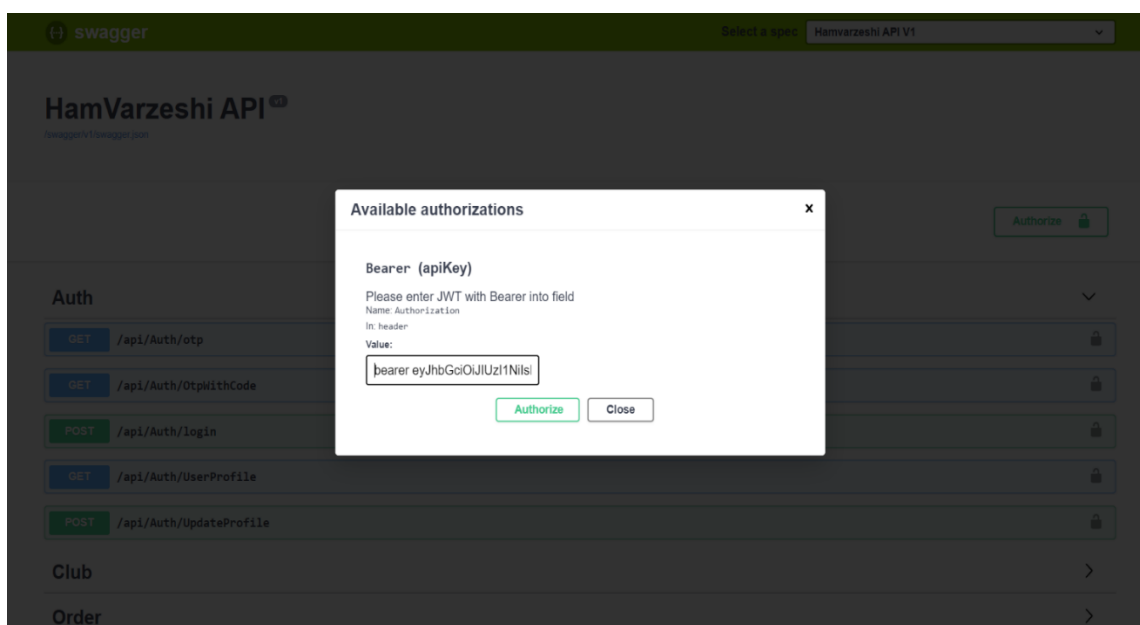 swagger
Select a spec Hamvarzeshi API V1
HamVarzeshi API v1
/swagger/v1/swagger.json
Available authorizations x
Authorize
Bearer (apiKey)
Please enter JWT with Bearer into field
Name: Authorization
In: header
Value:
bearer eyJhbGciOiJIUzI1NiIsI
Authorize Close
Auth
GET /api/Auth/otp
GET /api/Auth/OtpWithCode
POST /api/Auth/login
GET /api/Auth/UserProfile
POST /api/Auth/UpdateProfile
Club
Order